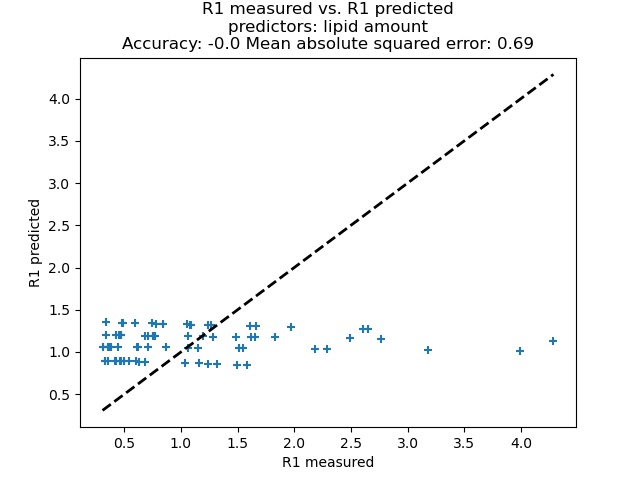 R1 measured vs. R1 predicted
predictors: lipid amount
Accuracy: -0.0 Mean absolute squared error: 0.69
4.0
3.5
3.0
2.5
2.0
1.5
1.0
0.5
R1 predicted
0.5 1.0 1.5 2.0 2.5 3.0 3.5 4.0
R1 measured